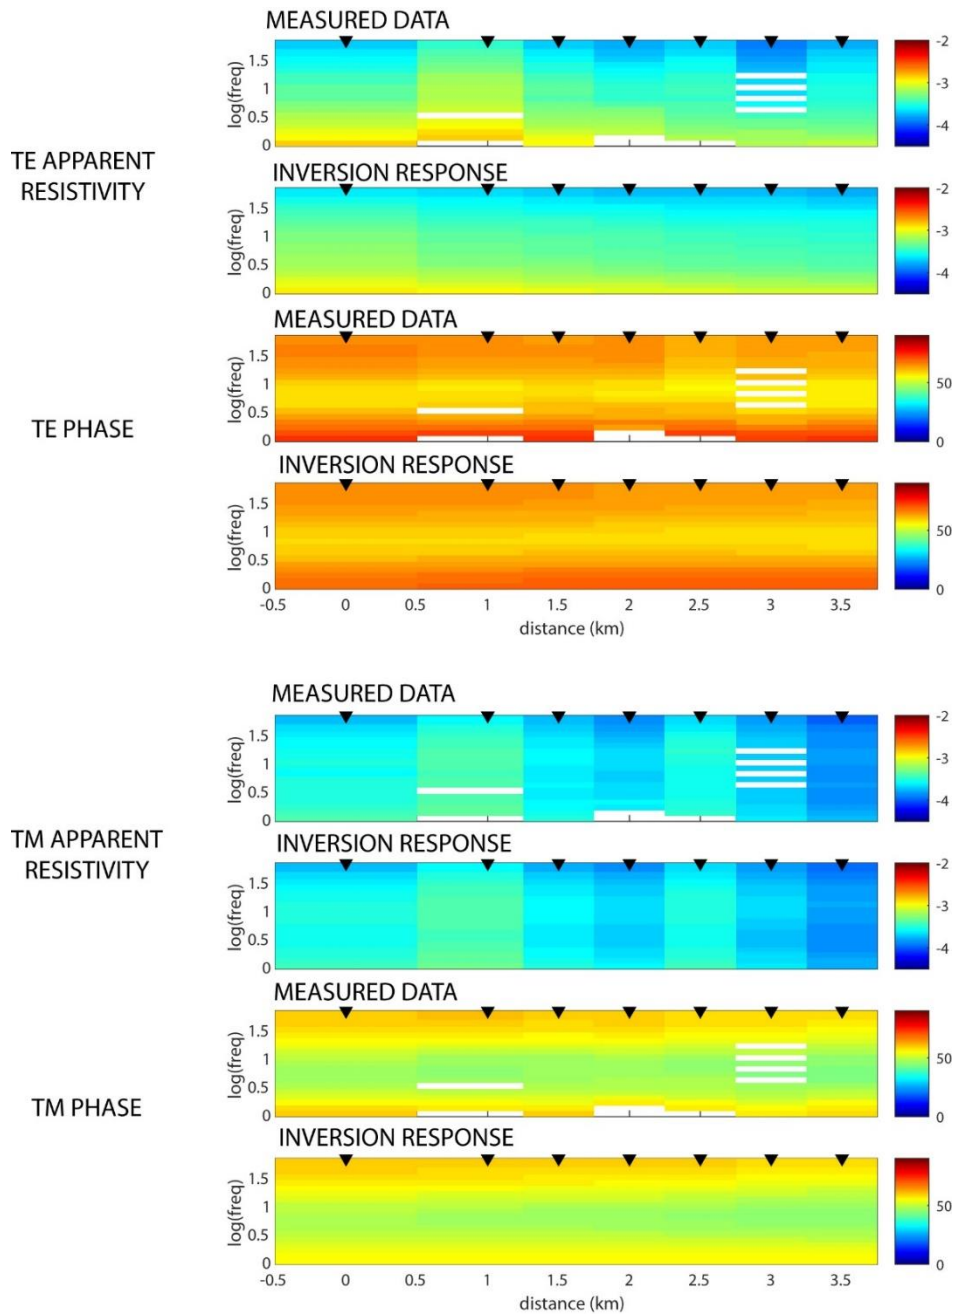 MEASURED DATA
log(freq)
1.5
1
0.5
0
-2
-3
-4
TE APPARENT
RESISTIVITY
INVERSION RESPONSE
log(freq)
1.5
1
0.5
0
-2
-3
-4
MEASURED DATA
log(freq)
1.5
1
0.5
0
50
0
TE PHASE
INVERSION RESPONSE
log(freq)
1.5
1
0.5
0
50
0
-0.5 0 0.5 1 1.5 2 2.5 3 3.5
distance (km)
MEASURED DATA
log(freq)
1.5
1
0.5
0
-2
-3
-4
TM APPARENT
RESISTIVITY
INVERSION RESPONSE
log(freq)
1.5
1
0.5
0
-2
-3
-4
MEASURED DATA
log(freq)
1.5
1
0.5
0
50
0
TM PHASE
INVERSION RESPONSE
log(freq)
1.5
1
0.5
0
50
0
-0.5 0 0.5 1 1.5 2 2.5 3 3.5
distance (km)